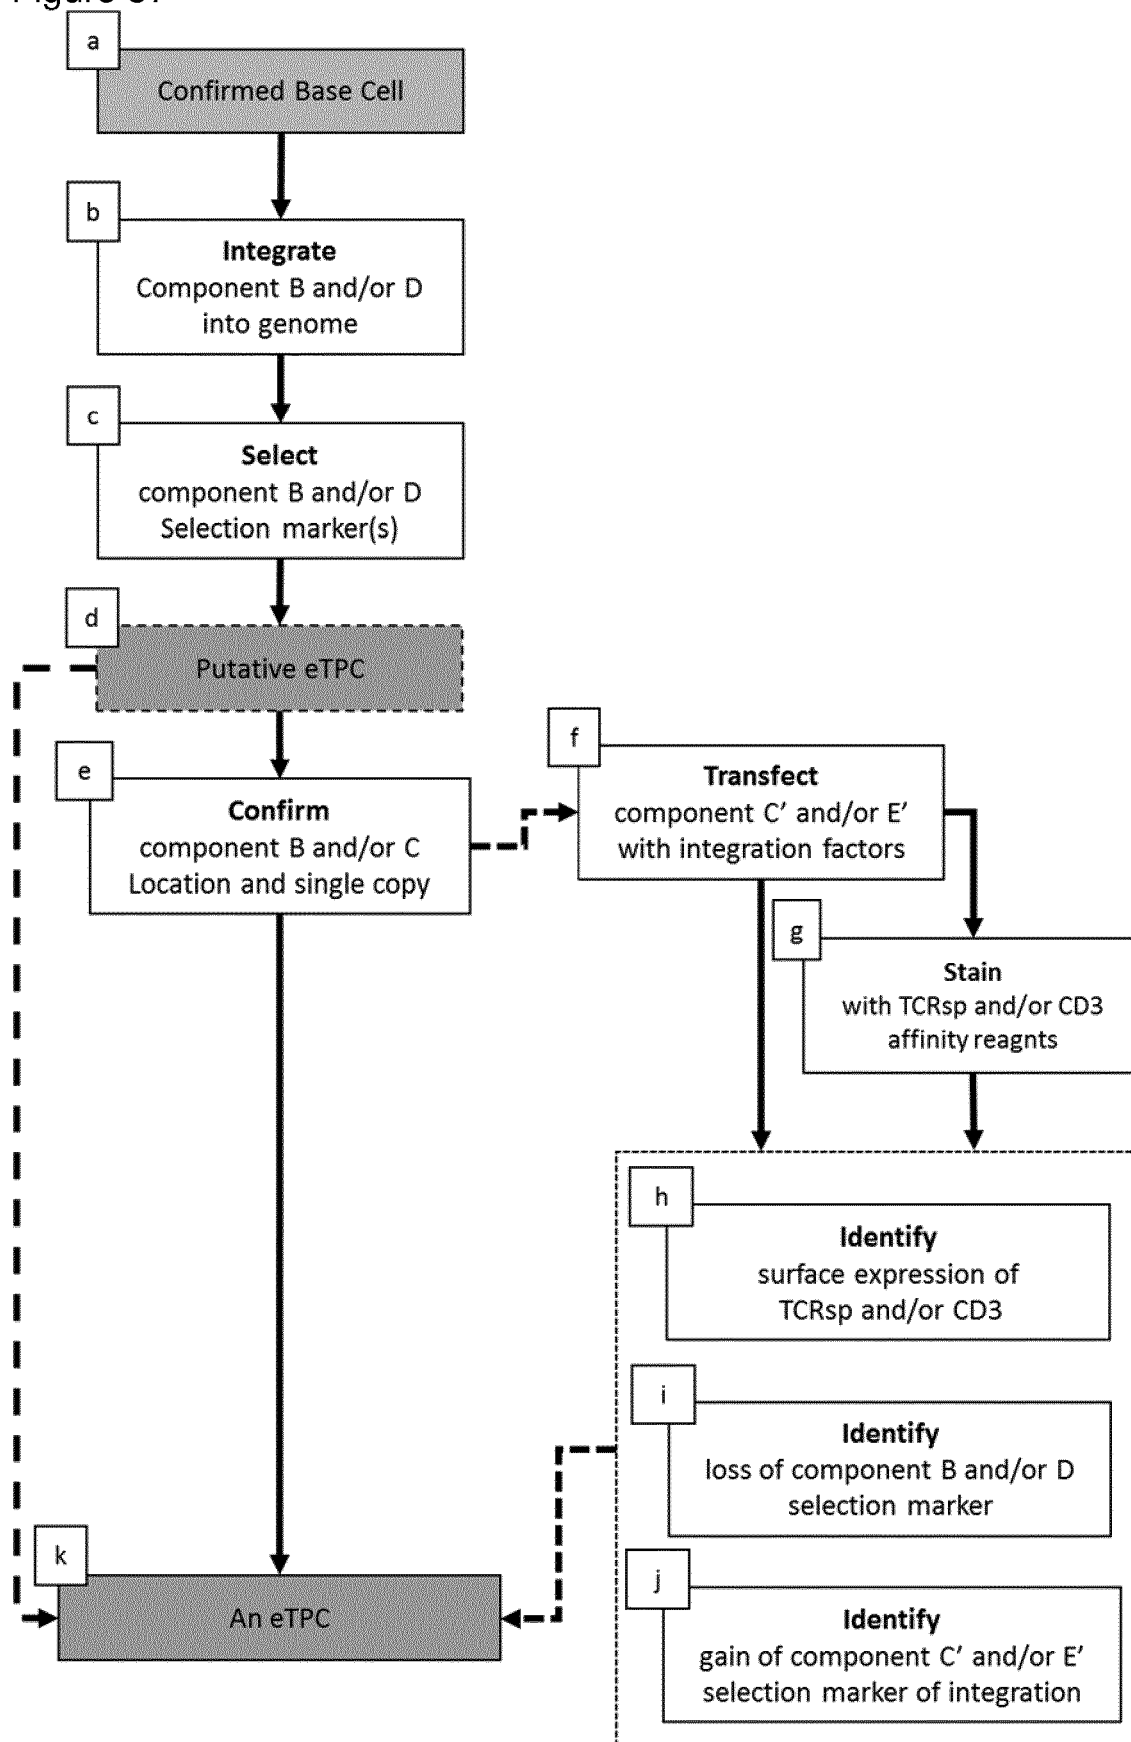 a
Confirmed Base Cell
b
Integrate
Component B and/or D
into genome
c
Select
component B and/or D
Selection marker(s)
d
Putative eTPC
e
Confirm
component B and/or C
Location and single copy
f
Transfect
component C' and/or E'
with integration factors
g
Stain
with TCRsp and/or CD3
affinity reagnts
h
Identify
surface expression of
TCRsp and/or CD3
i
Identify
loss of component B and/or D
selection marker
j
Identify
gain of component C' and/or E'
selection marker of integration
k
An eTPC